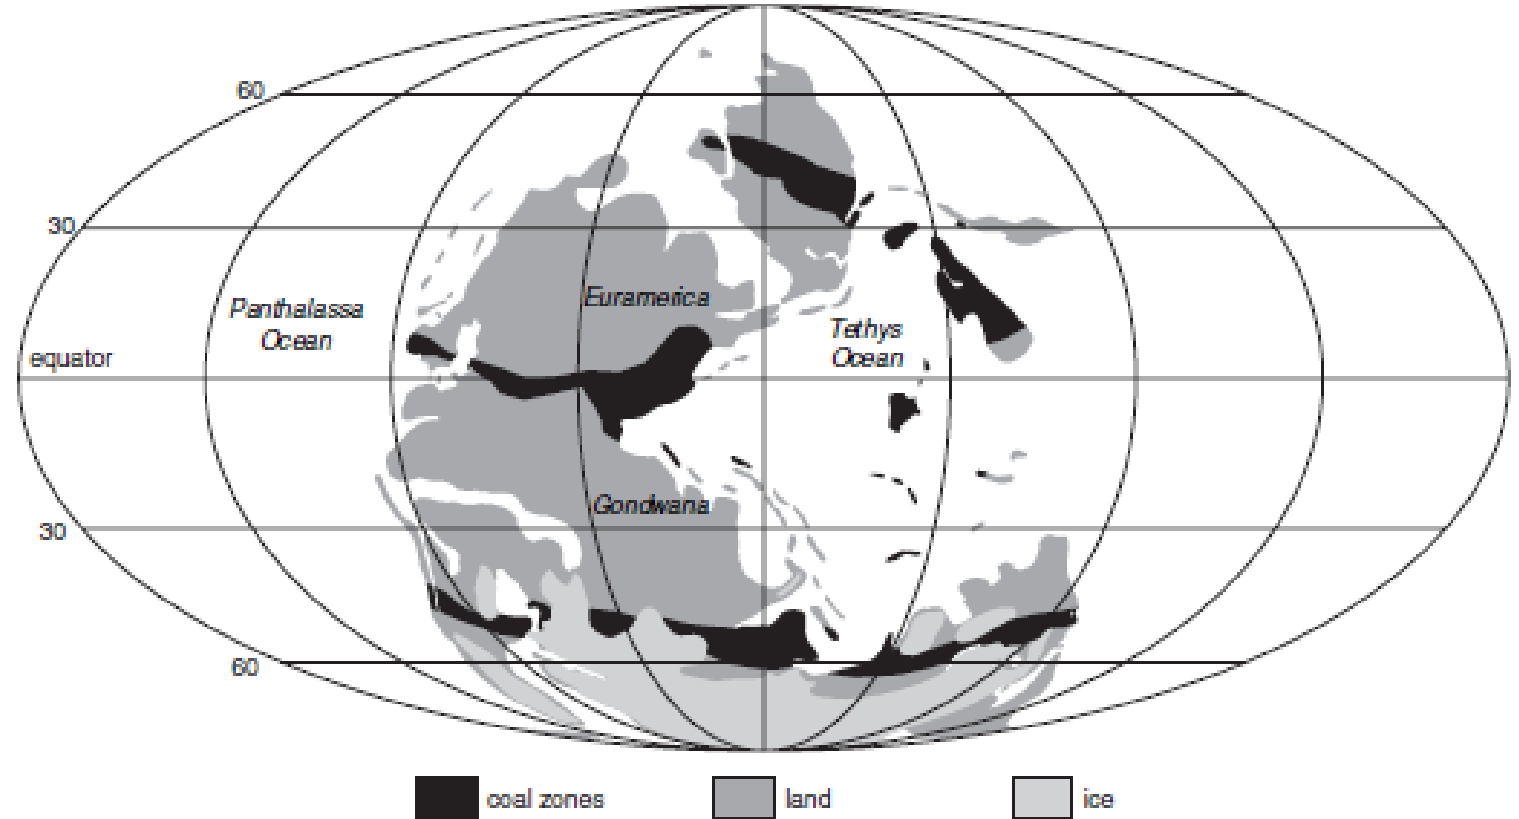 60
30
Euramerica
Panthalassa
Ocean
Tethys
Ocean
equator
Gondwana
30
60
coal zones
land
ice